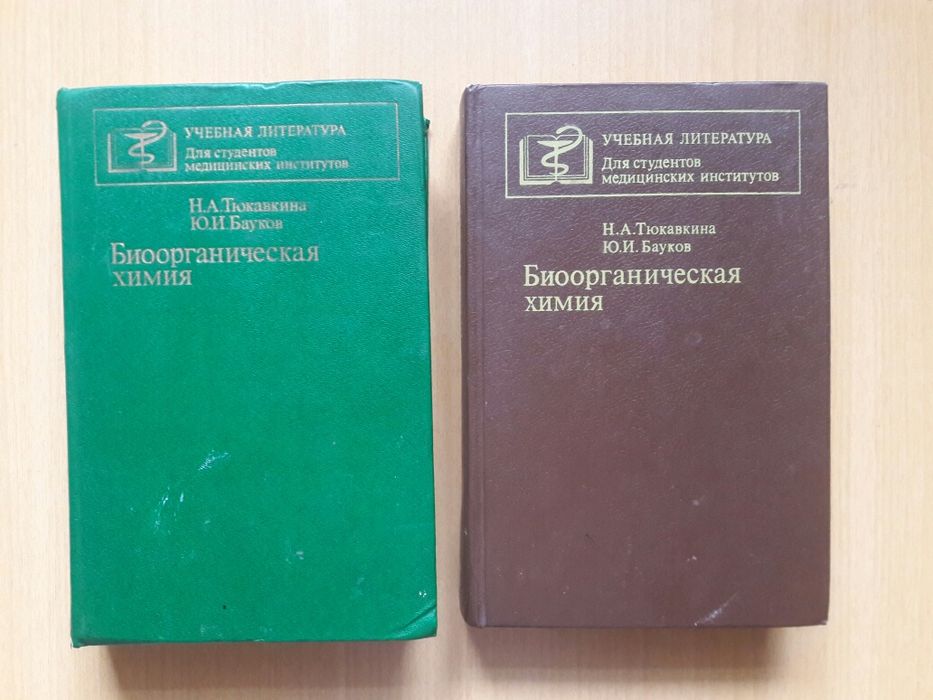 УЧЕБНАЯ ЛИТЕРАТУРА
Для студентов
медицинских институтов
Н.А.Тюкавкина
Ю.И.Бауков
Биоорганическая
химия
УЧЕБНАЯ ЛИТЕРАТУРА
Для студентов
медицинских институтов
Н.А.Тюкавкина
Ю.И.Бауков
Биоорганическая
химия